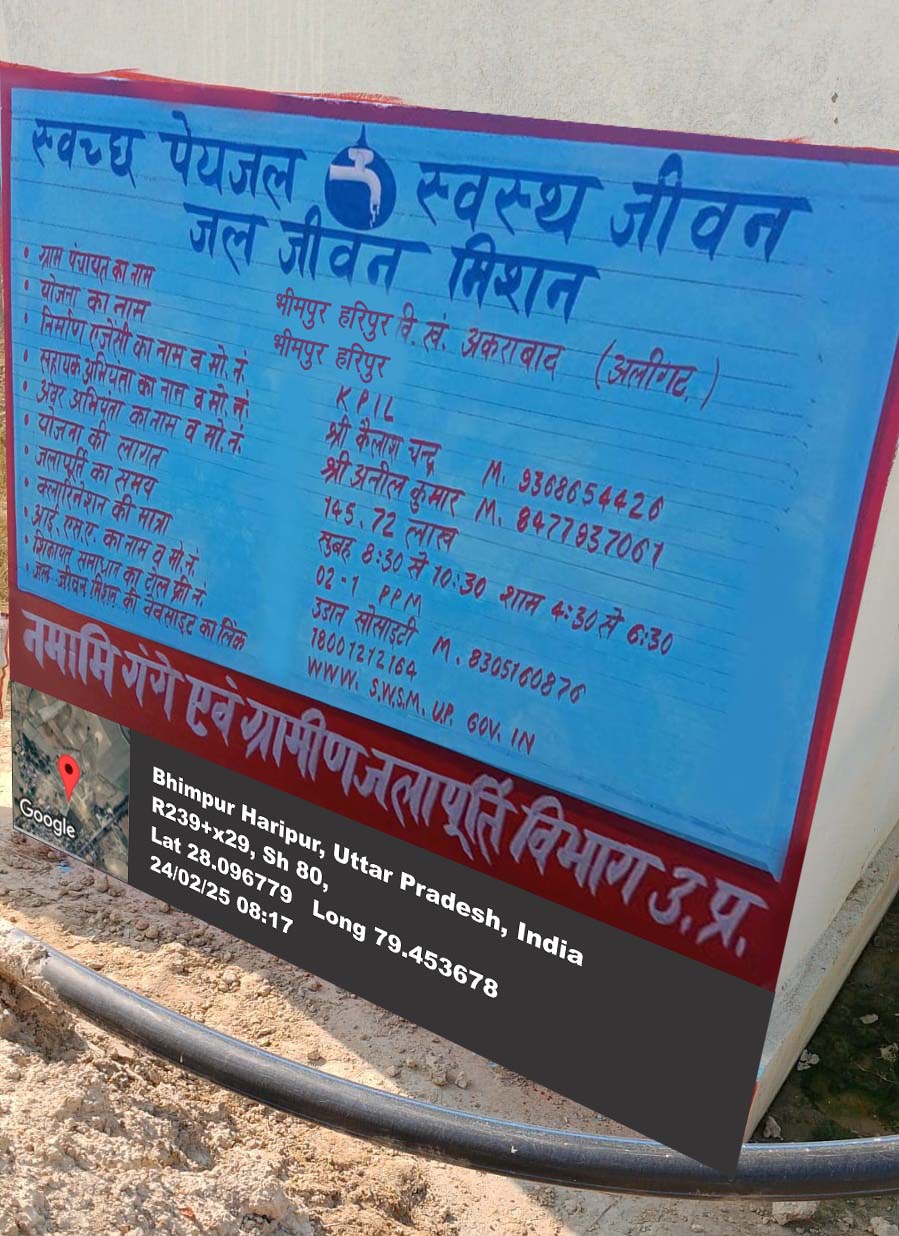 स्वच्छ पेयजल स्वस्थ जीवन
जल जीवन मिशन
• ग्राम पंचायत का नाम भीमपुर हरिपुर वि. खं. अकराबाद (अलीगढ़)
• योजना का नाम भीमपुर हरिपुर
• निर्माण एजेंसी का नाम व मो. नं. KPIL
• सहायक अभियंता का नाम व मो. नं. श्री कैलाश चन्द्र M. 9368654426
• अवर अभियंता का नाम व मो. नं. श्री अनील कुमार M. 8477937061
• योजना की लागत 145.72 लाख
• जलापूर्ति का समय सुबह 8:30 से 10:30 शाम 4:30 से 6:30
• क्लोरिनेशन की मात्रा 02-1 PPM
• आई. एस. ए. का नाम व मो. नं. उडान सोसाइटी M. 8305160876
• शिकायत समाधान का टोल फ्री नं. 18001212164
• जल जीवन मिशन की वेबसाइट का लिंक WWW. S.W.S.M. U.P. GOV. IN
नमामि गंगे एवं ग्रामीण जलापूर्ति विभाग उ.प्र.
Google
Bhimpur Haripur, Uttar Pradesh, India
R239+x29, Sh 80,
Lat 28.096779 Long 79.453678
24/02/25 08:17